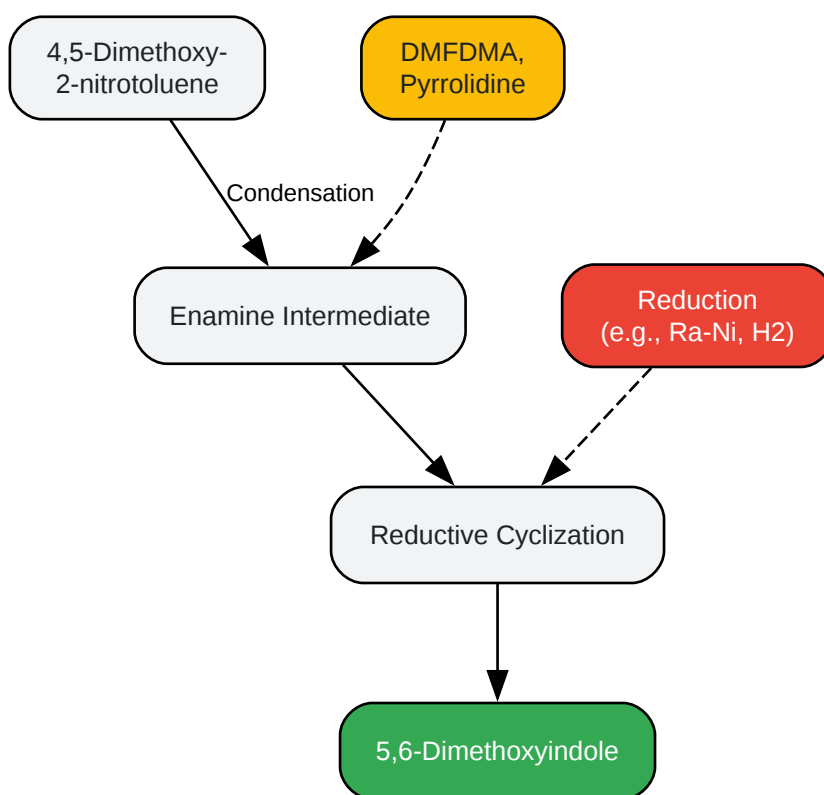 4,5-Dimethoxy-
2-nitrotoluene
DMFDMA,
Pyrrolidine
Condensation
Enamine Intermediate
Reduction
(e.g., Ra-Ni, H2)
Reductive Cyclization
5,6-Dimethoxyindole